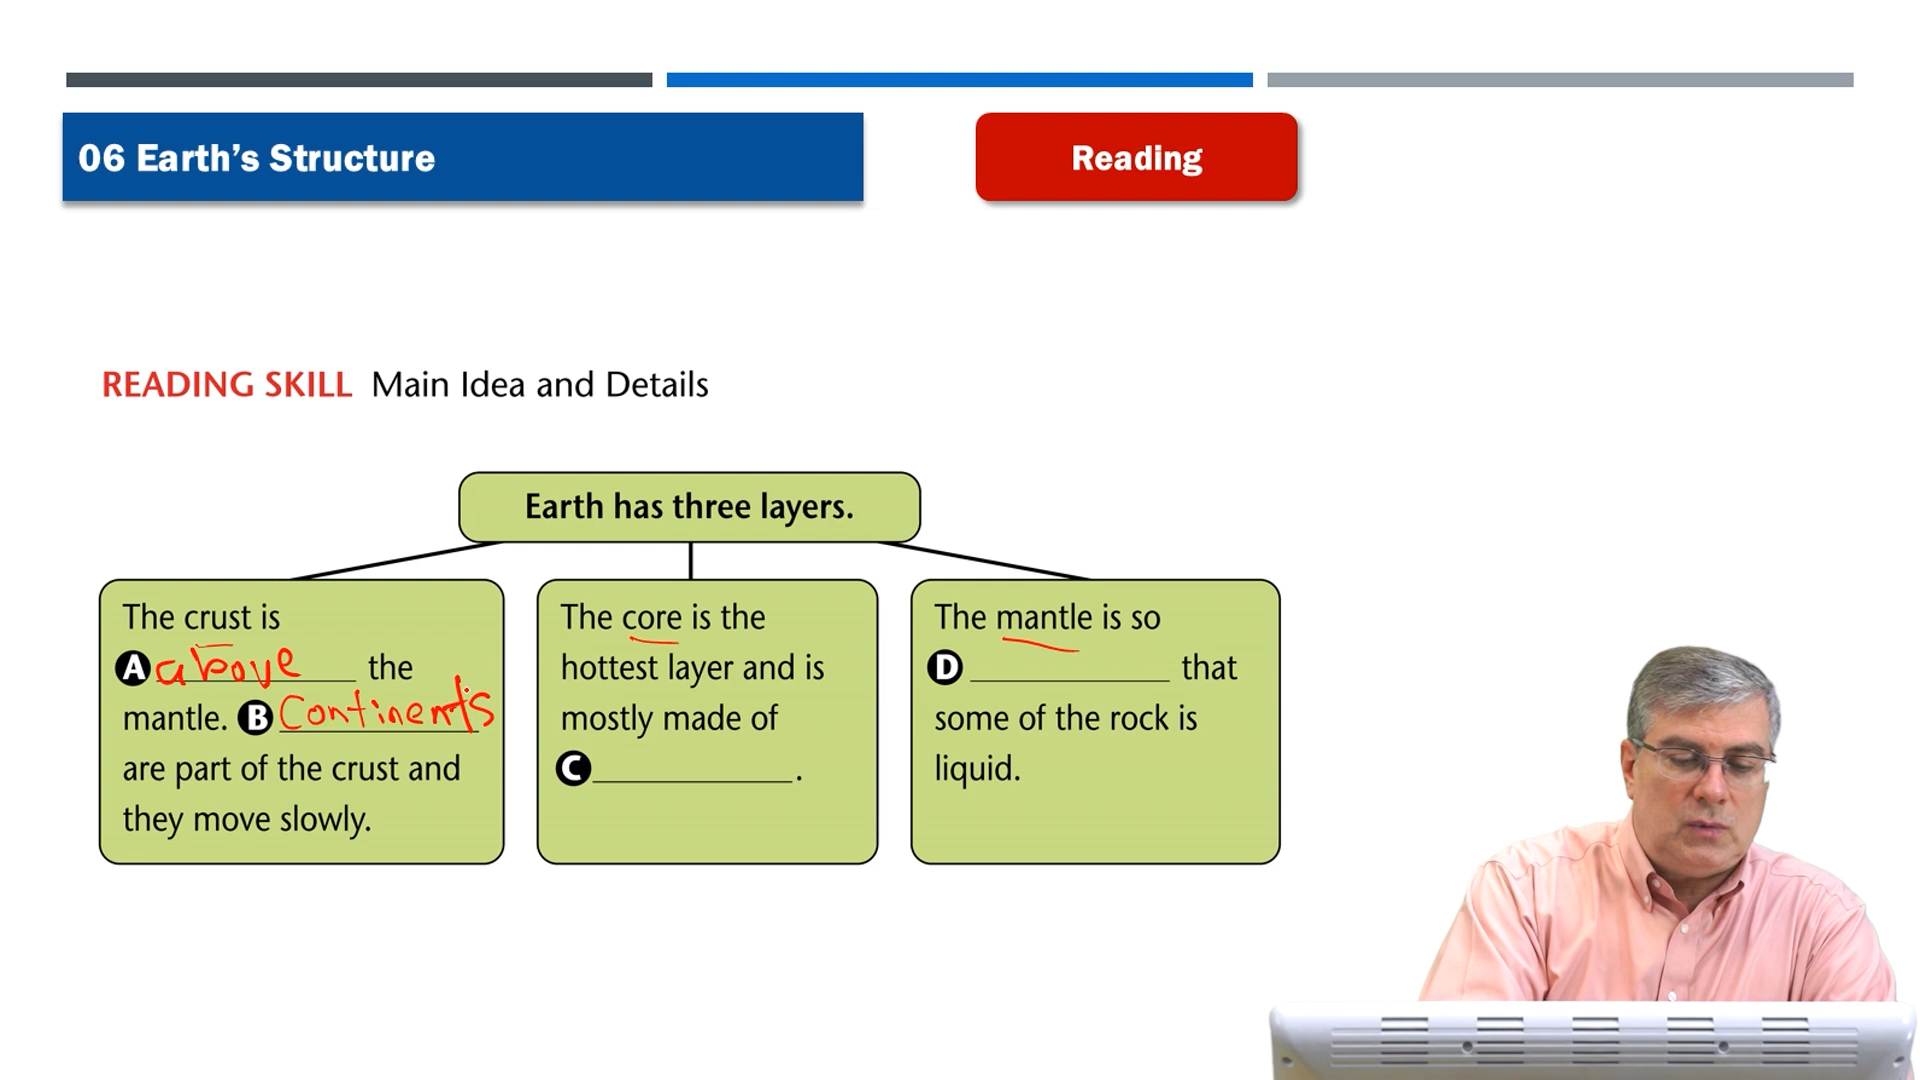 06 Earth's Structure
Reading
READING SKILL Main Idea and Details
Earth has three layers.
The crust is
A above the
mantle. B Continents
are part of the crust and
they move slowly.
The core is the
hottest layer and is
mostly made of
C ____________.
The mantle is so
D ____________ that
some of the rock is
liquid.